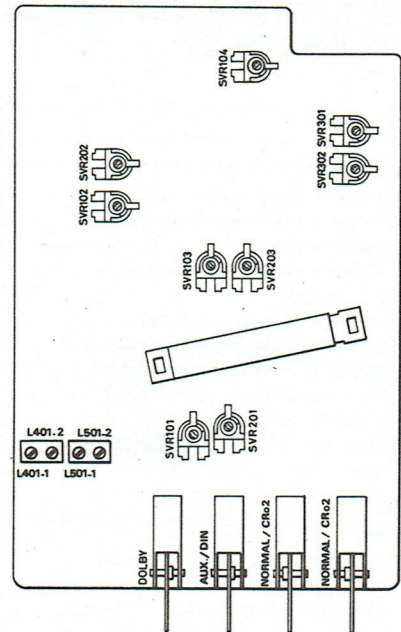 SVR104
SVR301
SVR302
SVR202
SVR102
SVR103
SVR203
SVR101
SVR201
L401-2
L501-2
L401-1
L501-1
DOLBY
AUX./DIN
NORMAL/CRo2
NORMAL/CRo2